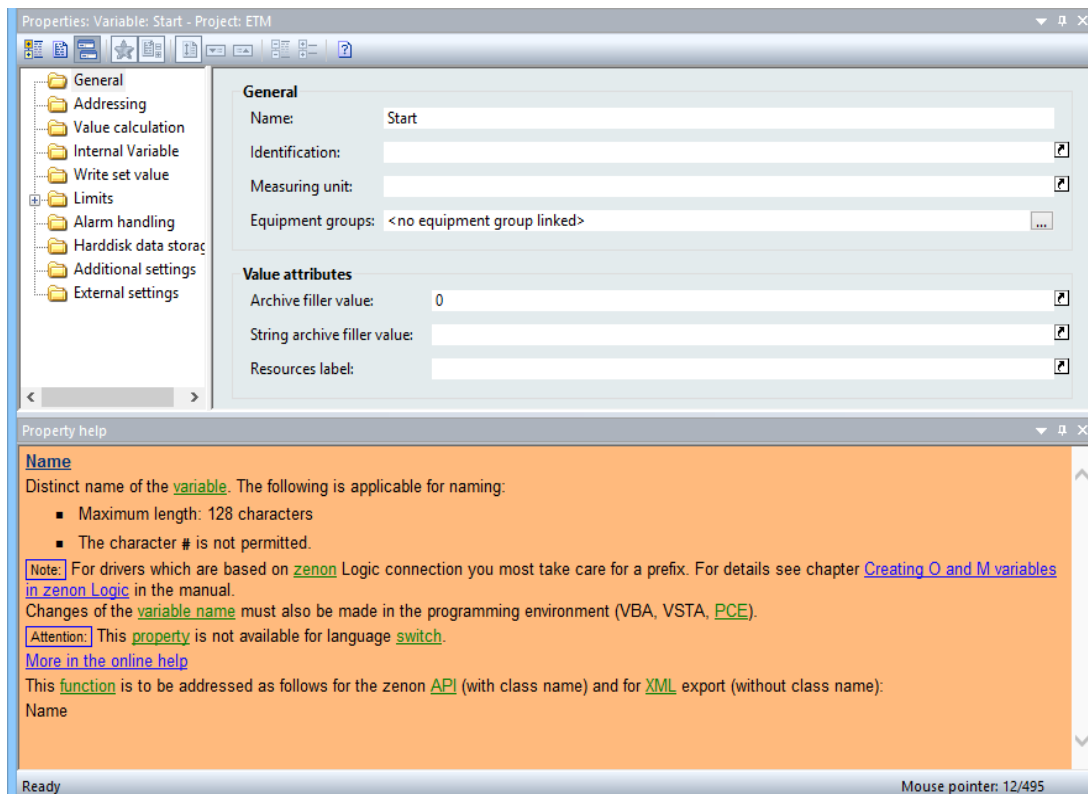 Properties: Variable: Start - Project: ETM
General
Addressing
Value calculation
Internal Variable
Write set value
Limits
Alarm handling
Harddisk data storag
Additional settings
External settings
General
Name: Start
Identification:
Measuring unit:
Equipment groups: <no equipment group linked> ...
Value attributes
Archive filler value: 0
String archive filler value:
Resources label:
Property help
Name
Distinct name of the variable. The following is applicable for naming:
■ Maximum length: 128 characters
■ The character # is not permitted.
Note: For drivers which are based on zenon Logic connection you most take care for a prefix. For details see chapter Creating O and M variables
in zenon Logic in the manual.
Changes of the variable name must also be made in the programming environment (VBA, VSTA, PCE).
Attention: This property is not available for language switch.
More in the online help
This function is to be addressed as follows for the zenon API (with class name) and for XML export (without class name):
Name
Ready Mouse pointer: 12/495